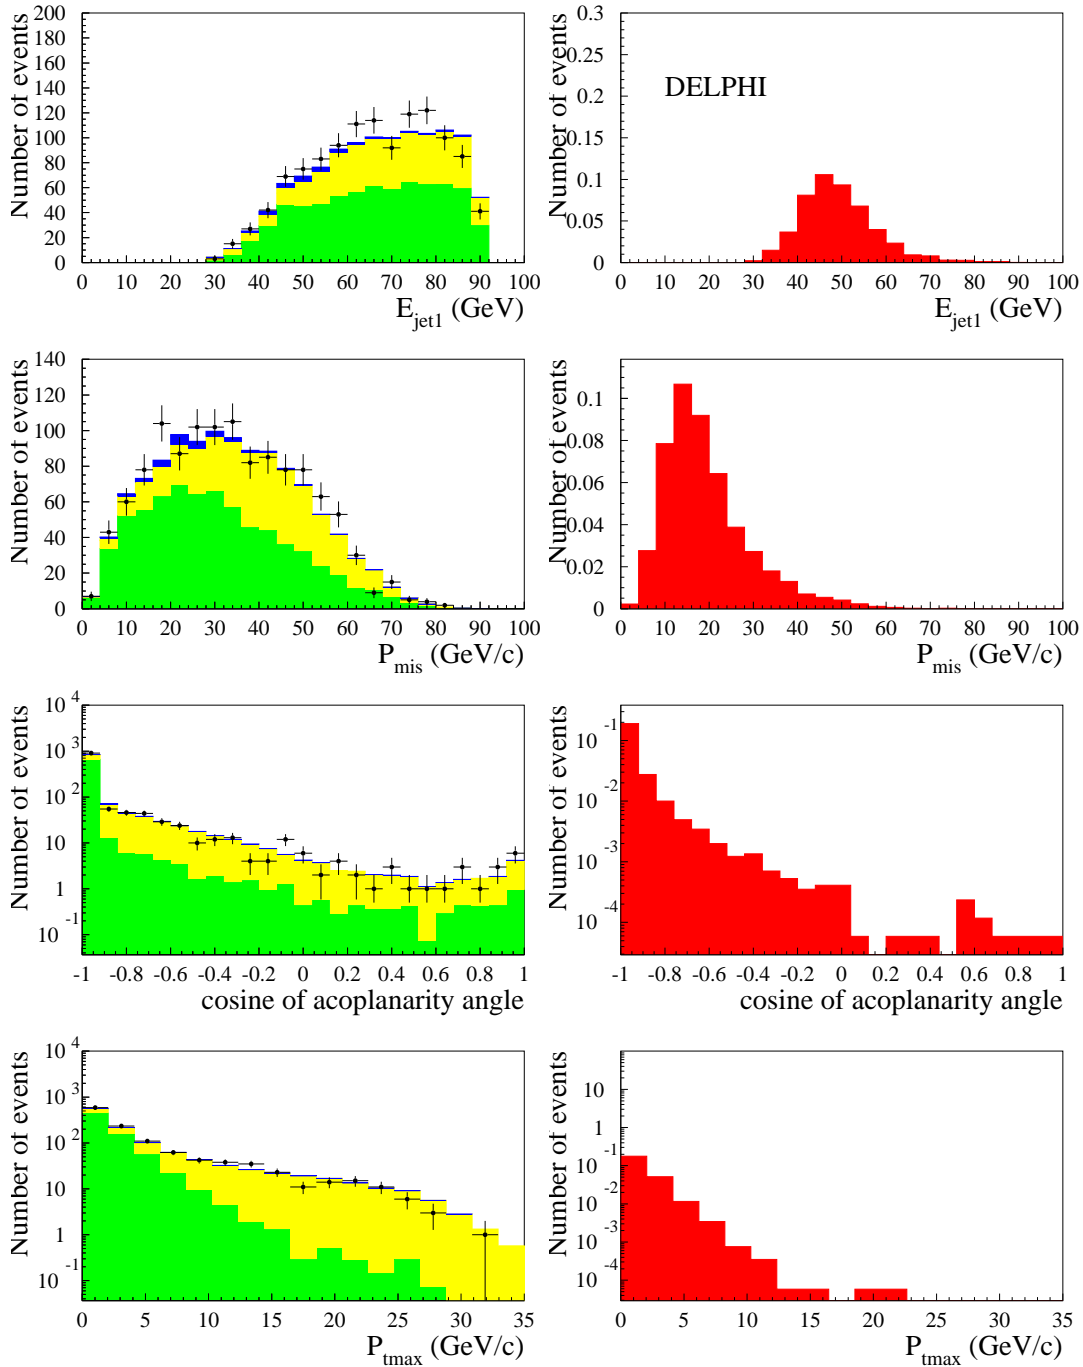 Number of events
200
180
160
140
120
100
80
60
40
20
0
0 10 20 30 40 50 60 70 80 90 100
E_jet1 (GeV)
Number of events
0.3
0.2
0.1
0.05
0
DELPHI
0 10 20 30 40 50 60 70 80 90 100
E_jet1 (GeV)
Number of events
140
120
100
80
60
40
20
0
0 10 20 30 40 50 60 70 80 90 100
P_mis (GeV/c)
Number of events
0.1
0.08
0.06
0.04
0.02
0
0 10 20 30 40 50 60 70 80 90 100
P_mis (GeV/c)
Number of events
10^4
10^3
10^2
10
1
10^-1
10
-1 -0.8 -0.6 -0.4 -0.2 0 0.2 0.4 0.6 0.8 1
cosine of acoplanarity angle
Number of events
10^-1
10^-2
10^-3
10^-4
-1 -0.8 -0.6 -0.4 -0.2 0 0.2 0.4 0.6 0.8 1
cosine of acoplanarity angle
Number of events
10^4
10^3
10^2
10
1
10^-1
0 5 10 15 20 25 30 35
P_tmax (GeV/c)
Number of events
10
1
10^-1
10^-2
10^-3
10^-4
0 5 10 15 20 25 30 35
P_tmax (GeV/c)